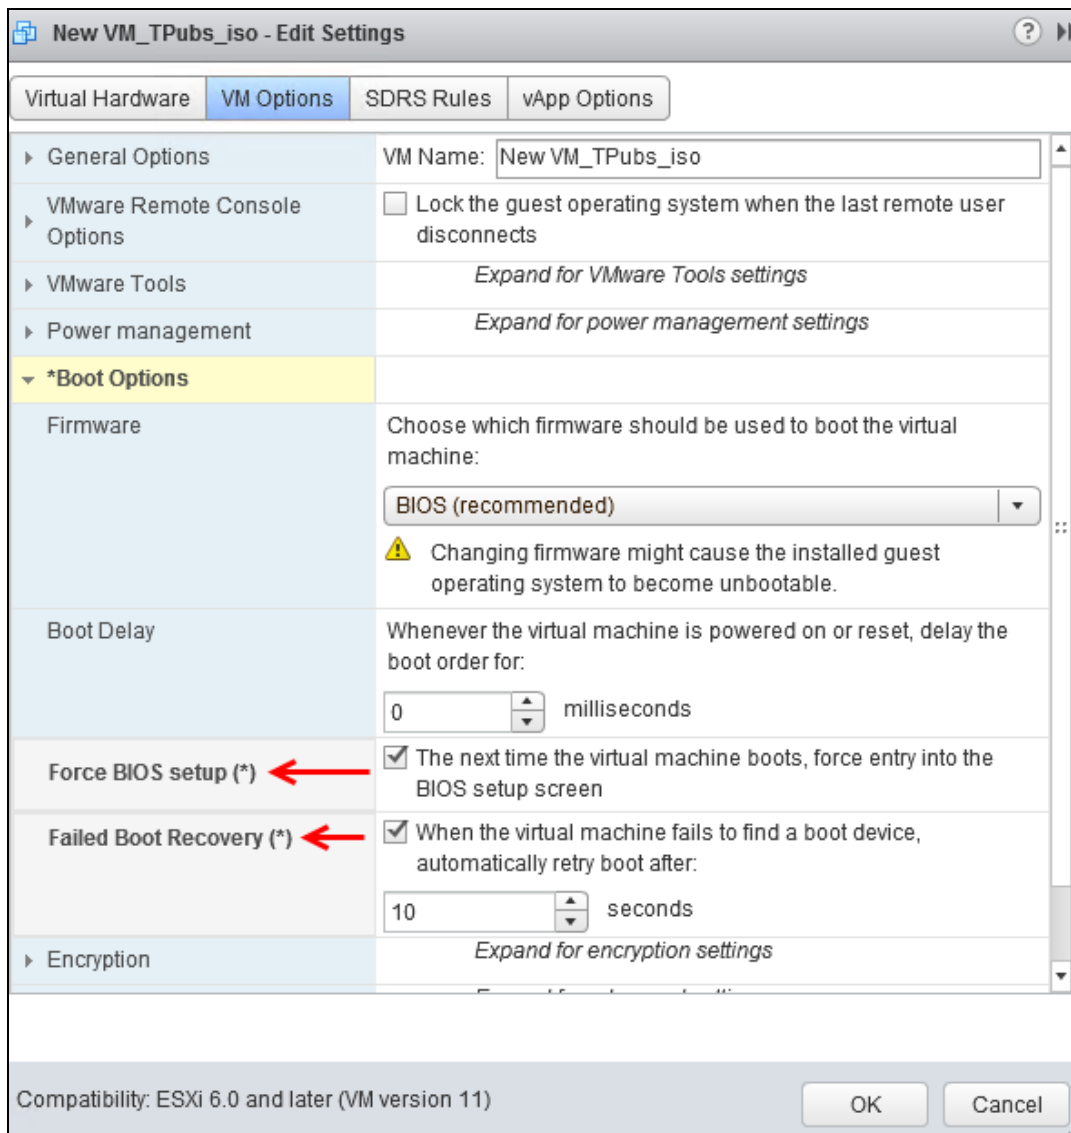 New VM_TPubs_iso - Edit Settings
?
Virtual Hardware VM Options SDRS Rules vApp Options
General Options VM Name: New VM_TPubs_iso
VMware Remote Console
Options
Lock the guest operating system when the last remote user
disconnects
VMware Tools Expand for VMware Tools settings
Power management Expand for power management settings
*Boot Options
Firmware Choose which firmware should be used to boot the virtual
machine:
BIOS (recommended)
Changing firmware might cause the installed guest
operating system to become unbootable.
Boot Delay Whenever the virtual machine is powered on or reset, delay the
boot order for:
0 milliseconds
Force BIOS setup (*) The next time the virtual machine boots, force entry into the
BIOS setup screen
Failed Boot Recovery (*) When the virtual machine fails to find a boot device,
automatically retry boot after:
10 seconds
Encryption Expand for encryption settings
Compatibility: ESXi 6.0 and later (VM version 11) OK Cancel